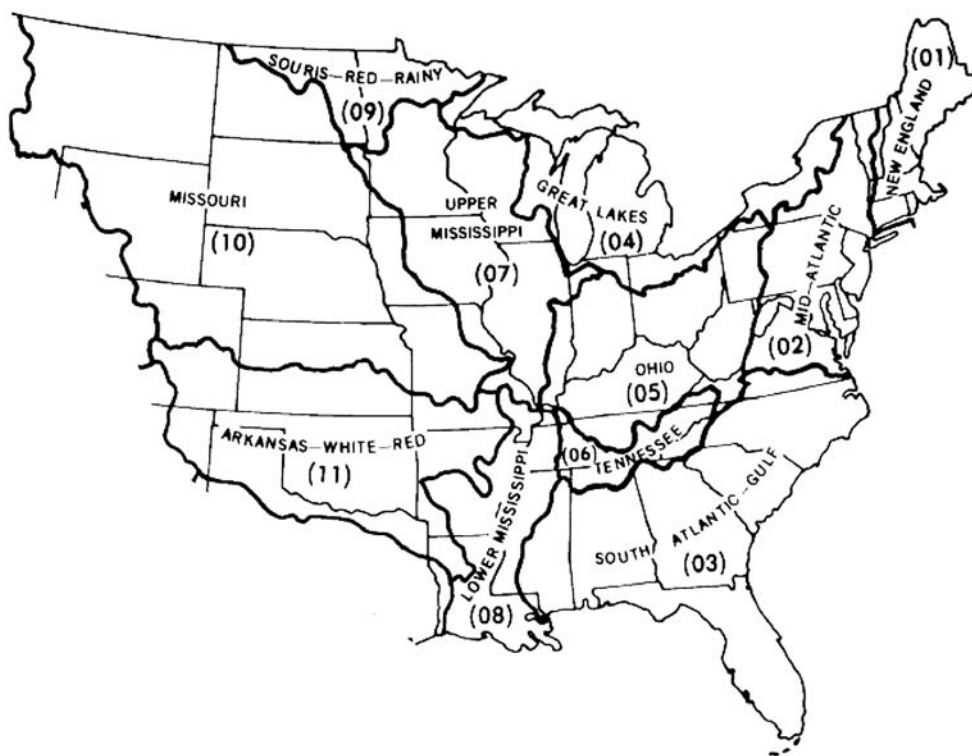 (01)
NEW ENGLAND
SOURIS–RED–RAINY
(09)
MISSOURI
(10)
UPPER
MISSISSIPPI
(07)
GREAT LAKES
(04)
MID–ATLANTIC
(02)
OHIO
(05)
(06)
TENNESSEE
ARKANSAS–WHITE–RED
(11)
LOWER MISSISSIPPI
(08)
SOUTH ATLANTIC–GULF
(03)